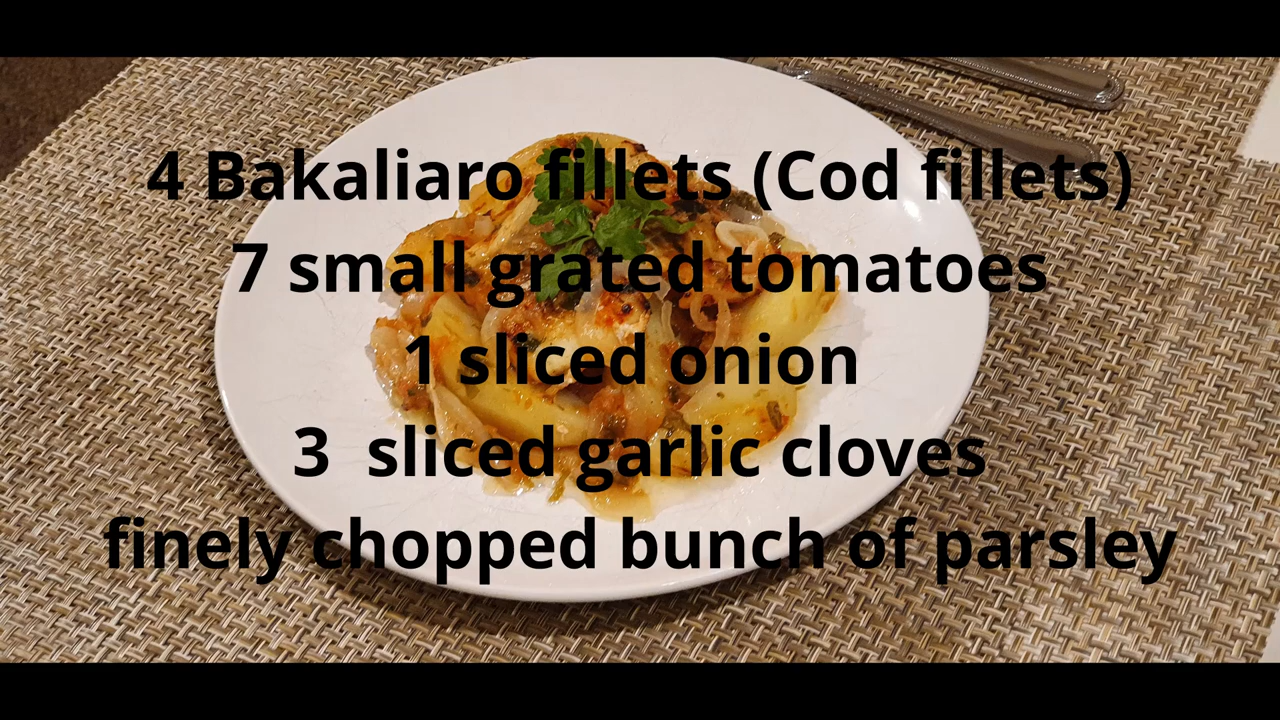 4 Bakaliaro fillets (Cod fillets)
7 small grated tomatoes
1 sliced onion
3  sliced garlic cloves
finely chopped bunch of parsley